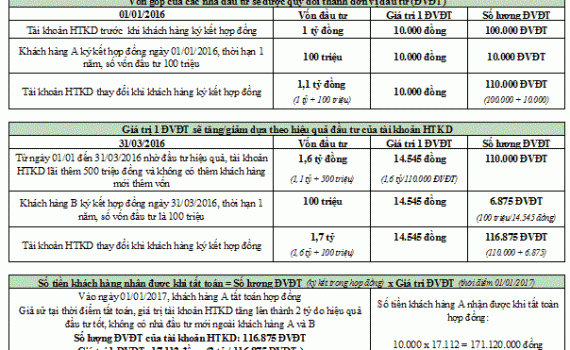 Vốn góp của các nhà đầu tư sẽ được quy đổi thành đơn vị đầu tư (ĐVĐT)
01/01/2016 Vốn đầu tư Giá trị 1 ĐVĐT Số lượng ĐVĐT
Tài khoản HTKD trước khi khách hàng ký kết hợp đồng 1 tỷ đồng 10.000 đồng 100.000 ĐVĐT
Khách hàng A ký kết hợp đồng ngày 01/01/2016, thời hạn 1
năm, số vốn đầu tư 100 triệu
100 triệu 10.000 đồng 10.000 ĐVĐT
Tài khoản HTKD thay đổi khi khách hàng ký kết hợp đồng
1,1 tỷ đồng
(1 tỷ + 100 triệu)
10.000 đồng
110.000 ĐVĐT
(100.000 + 10.000)
Giá trị 1 ĐVĐT sẽ tăng/giảm dựa theo hiệu quả đầu tư của tài khoản HTKD
31/03/2016 Vốn đầu tư Giá trị 1 ĐVĐT Số lượng ĐVĐT
Từ ngày 01/01 đến 31/03/2016 nhờ đầu tư hiệu quả, tài khoản
HTKD lãi thêm 500 triệu đồng và không có thêm khách hàng
mới thêm vốn
1,6 tỷ đồng
(1,1 tỷ + 500 triệu)
14.545 đồng
(1,6 tỷ/110.000 ĐVĐT)
110.000 ĐVĐT
Khách hàng B ký kết hợp đồng ngày 31/03/2016, thời hạn 1
năm, số vốn đầu tư là 100 triệu
100 triệu 14.545 đồng
6.875 ĐVĐT
(100 triệu/14.545 đồng)
Tài khoản HTKD thay đổi khi khách hàng ký kết hợp đồng
1,7 tỷ
(1,6 tỷ + 100 triệu)
14.545 đồng
116.875 ĐVĐT
(110.000 + 6.875)
Số tiền khách hàng nhận được khi tất toán = Số lượng ĐVĐT (ký kết trong hợp đồng) x Giá trị ĐVĐT (thời điểm 01/01/2017)
Vào ngày 01/01/2017, khách hàng A tất toán hợp đồng
Giả sử tại thời điểm tất toán, giá trị tài khoản HTKD tăng lên thành 2 tỷ do hiệu quả
đầu tư tốt, không có nhà đầu tư mới ngoài khách hàng A và B
Số lượng ĐVĐT của tài khoản HTKD: 116.875 ĐVĐT
Số tiền khách hàng A nhận được khi tất toán
hợp đồng:
10.000 x 17.112 = 171.120.000 đồng